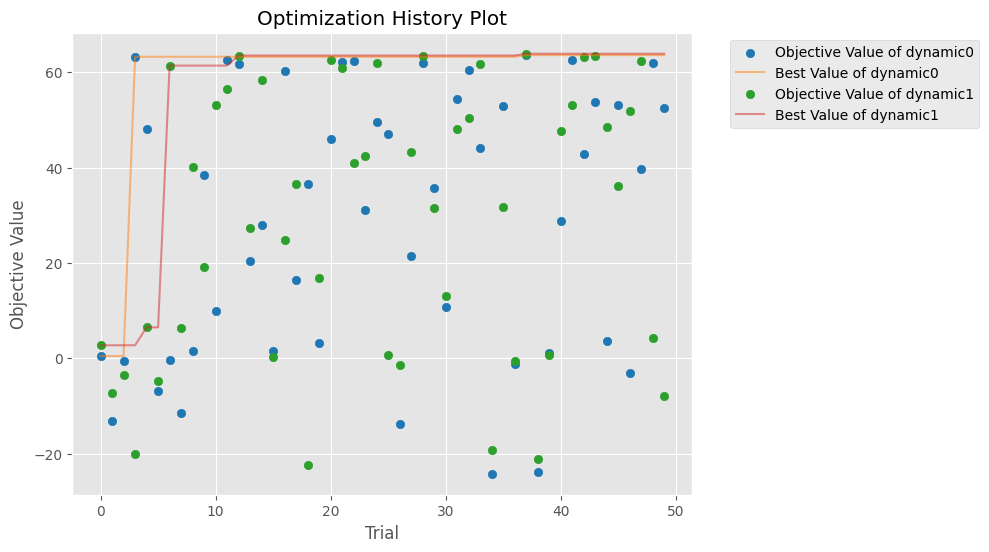 Optimization History Plot
Objective Value
60
40
20
0
−20
0 10 20 30 40 50
Trial
Objective Value of dynamic0
Best Value of dynamic0
Objective Value of dynamic1
Best Value of dynamic1